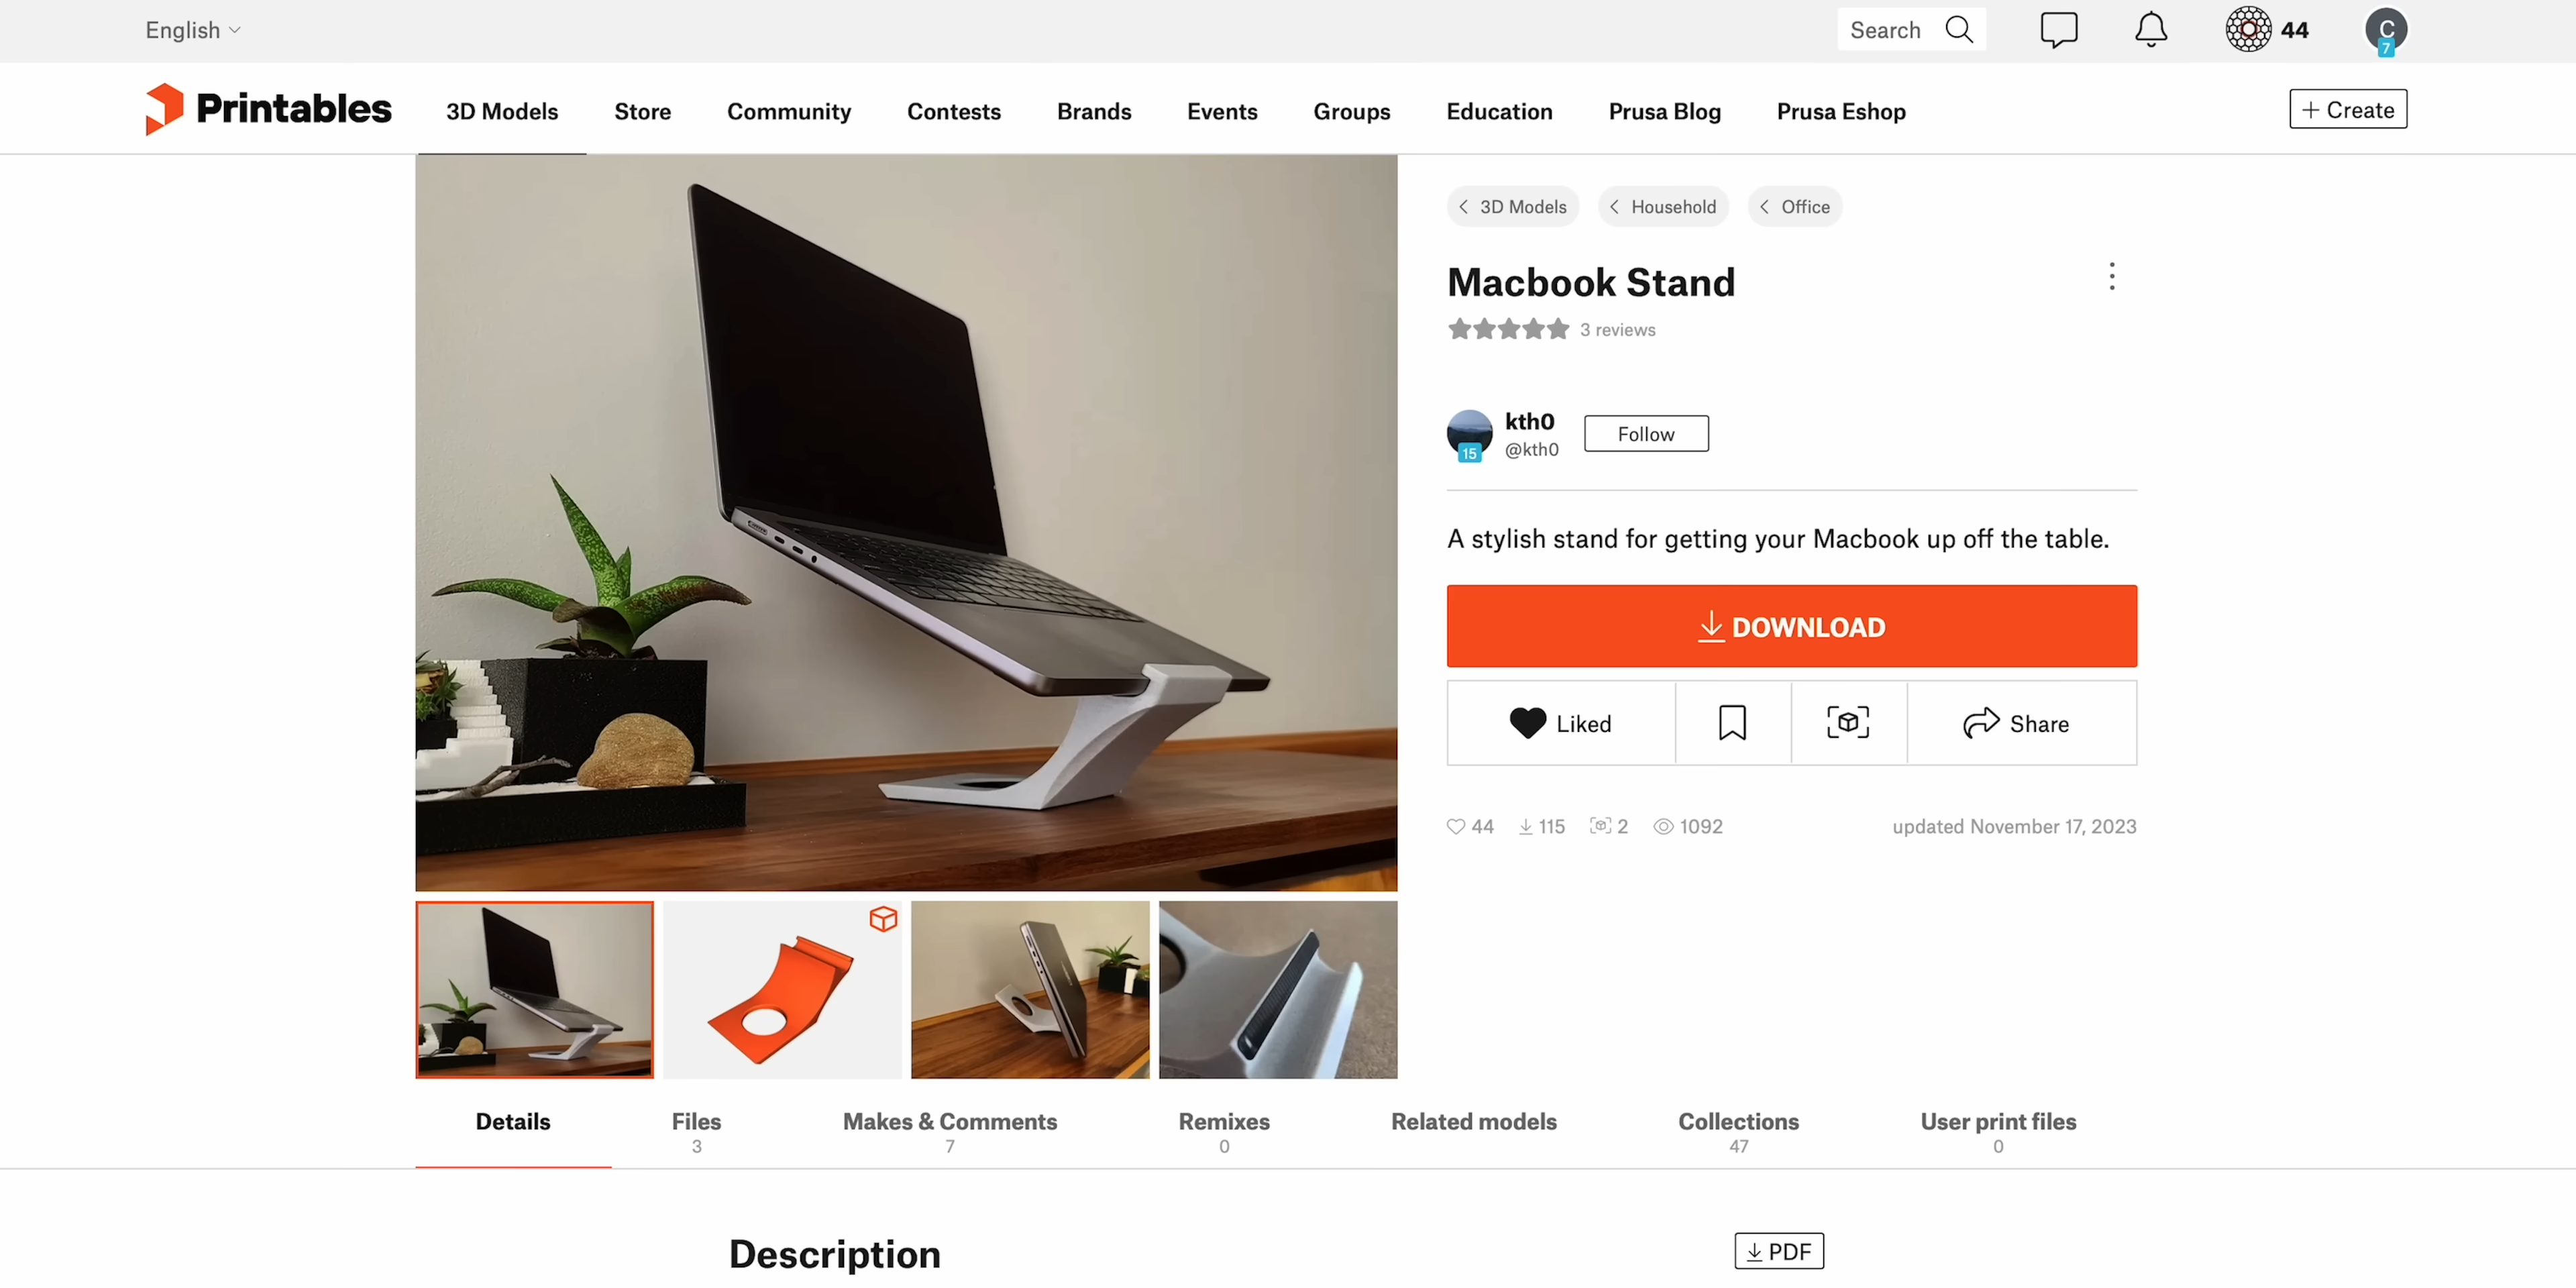 English
Search
44
C
7
Printables
3D Models
Store
Community
Contests
Brands
Events
Groups
Education
Prusa Blog
Prusa Eshop
+ Create
3D Models
Household
Office
Macbook Stand
3 reviews
kth0
@kth0
15
Follow
A stylish stand for getting your Macbook up off the table.
DOWNLOAD
Liked
Share
44
115
2
1092
updated November 17, 2023
Details
Files
3
Makes & Comments
7
Remixes
0
Related models
Collections
47
User print files
0
Description
PDF